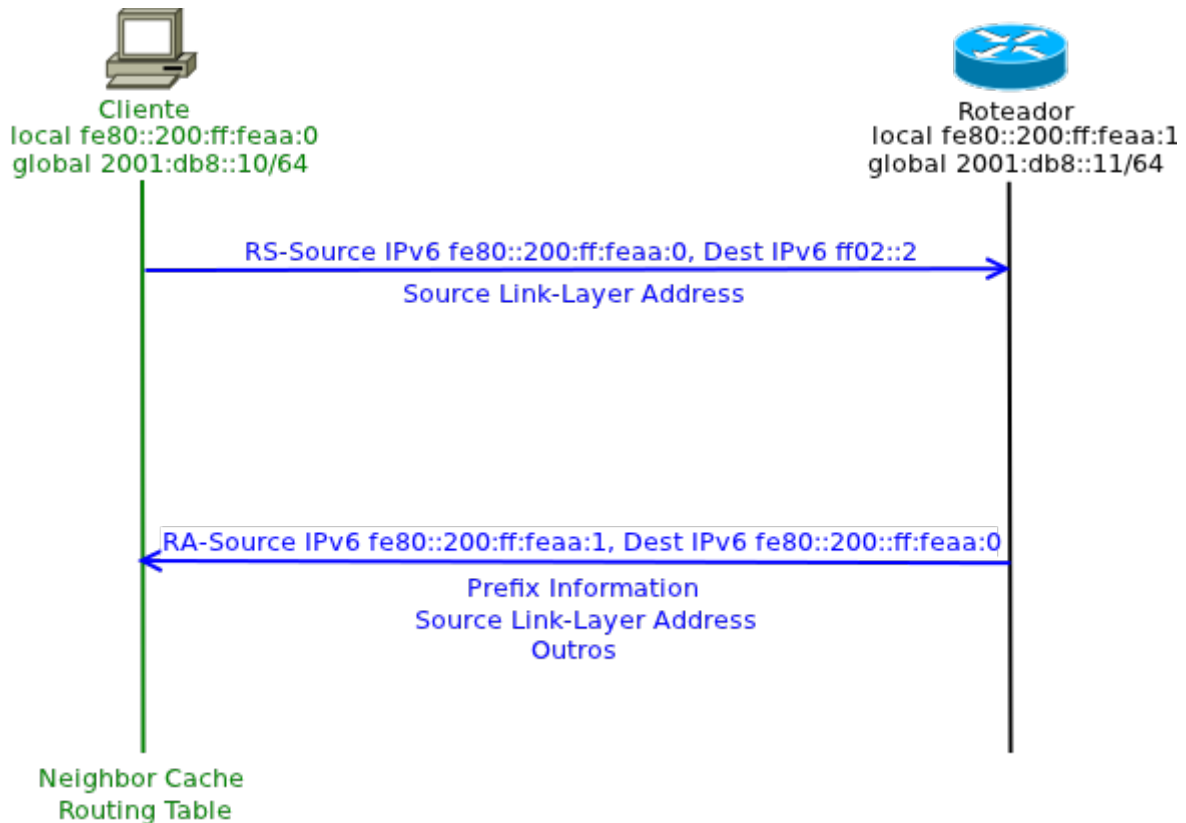 Cliente
local fe80::200:ff:feaa:0
global 2001:db8::10/64
Roteador
local fe80::200:ff:feaa:1
global 2001:db8::11/64
RS-Source IPv6 fe80::200:ff:feaa:0, Dest IPv6 ff02::2
Source Link-Layer Address
RA-Source IPv6 fe80::200:ff:feaa:1, Dest IPv6 fe80::200::ff:feaa:0
Prefix Information
Source Link-Layer Address
Outros
Neighbor Cache
Routing Table